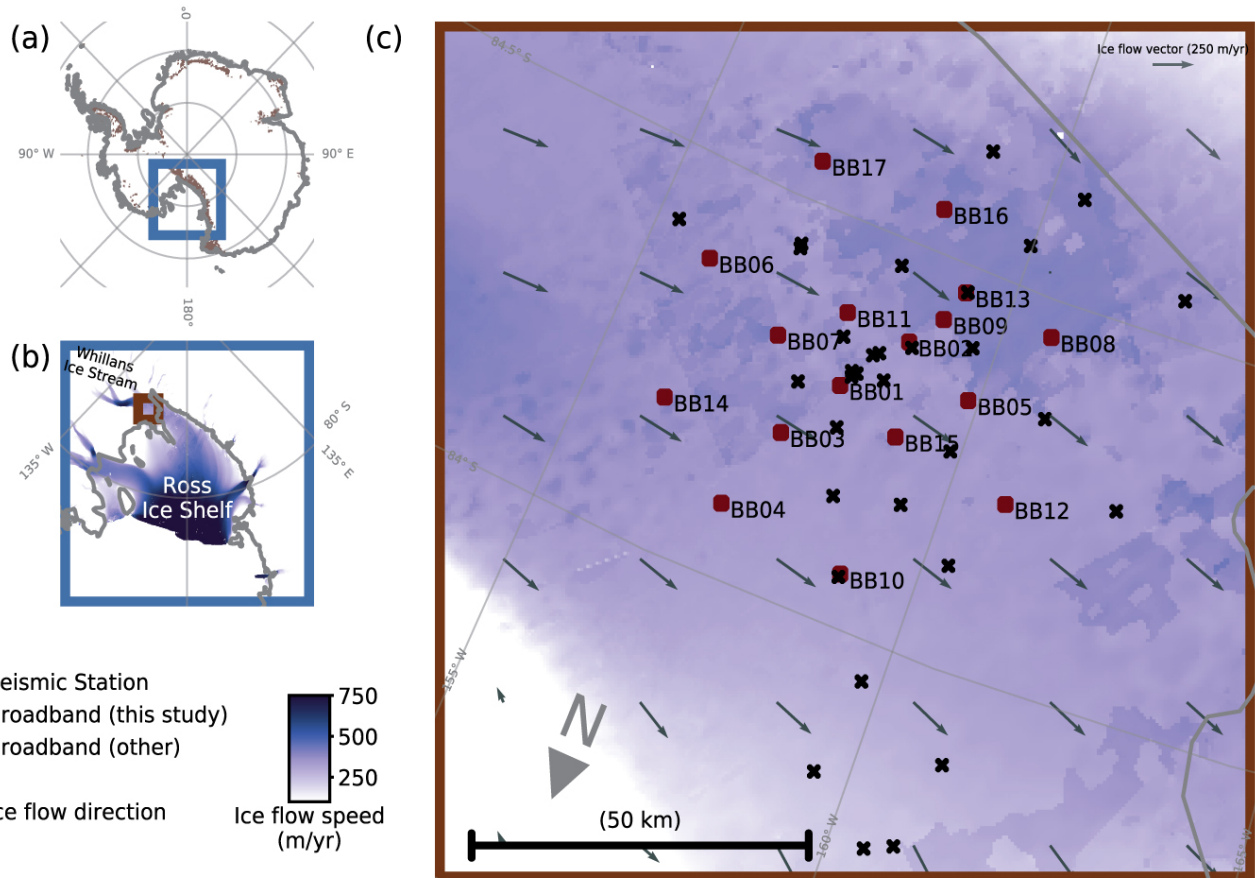 (a)
0°
90° W
90° E
180°
(b)
Whillans
Ice Stream
80° S
135° W
135° E
Ross
Ice Shelf
eismic Station
roadband (this study)
roadband (other)
ce flow direction
750
500
250
Ice flow speed
(m/yr)
(c)
84.5° S
Ice flow vector (250 m/yr)
BB17
BB16
BB06
BB13
BB11
BB09
BB07
BB02
BB08
BB01
BB14
BB05
BB03
BB15
84° S
BB04
BB12
BB10
155° W
N
(50 km)
160° W
165° W